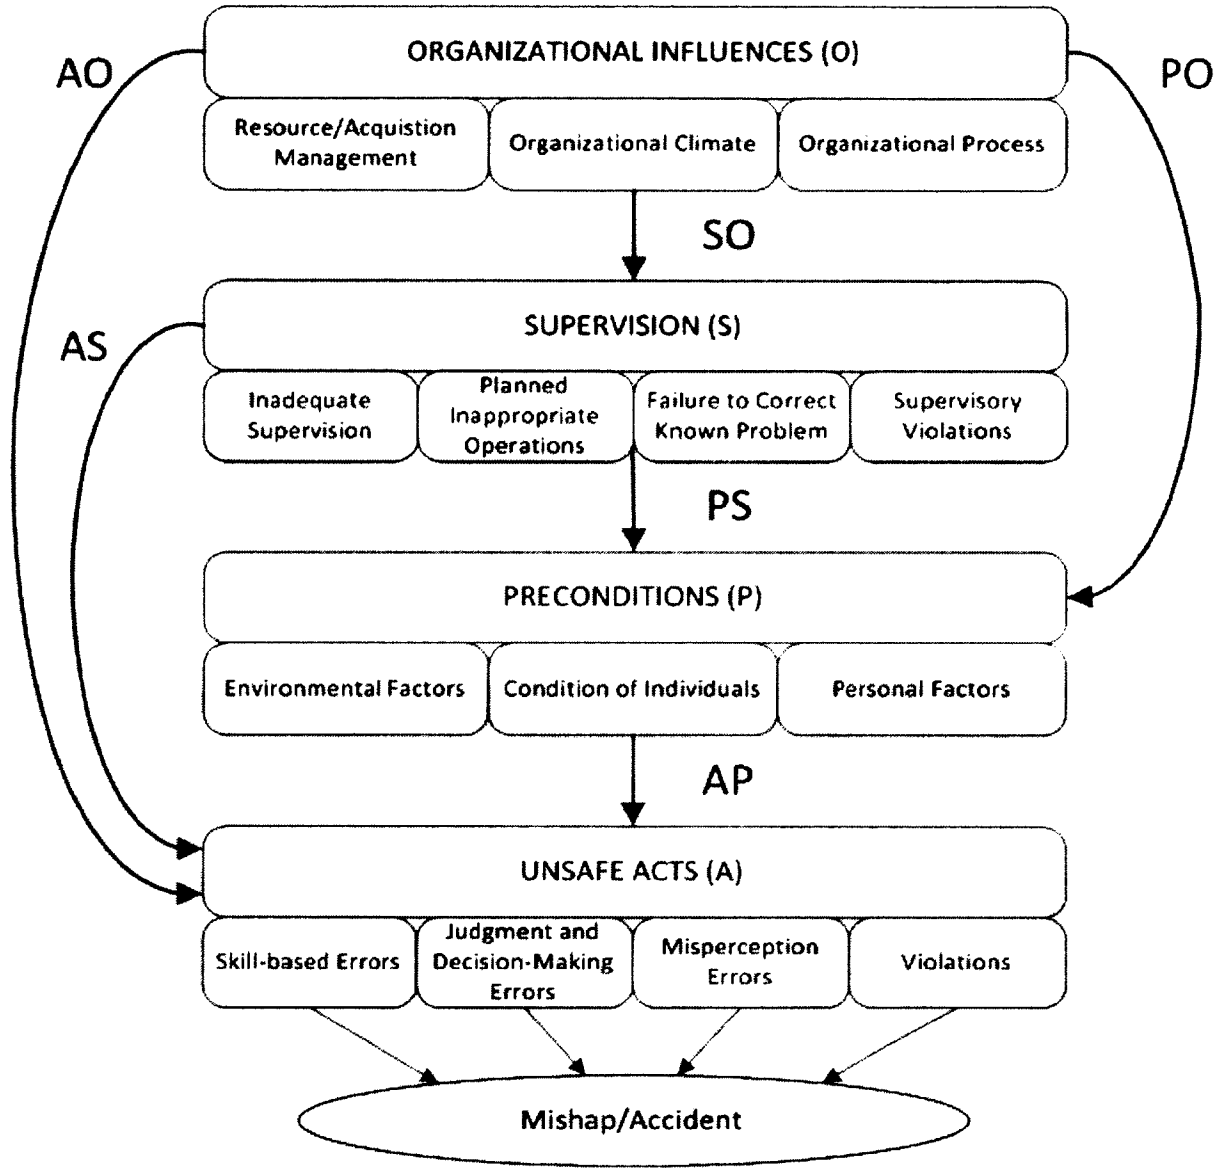 AO
ORGANIZATIONAL INFLUENCES (O)
PO
Resource/Acquistion
Management
Organizational Climate
Organizational Process
SO
SUPERVISION (S)
AS
Inadequate
Supervision
Planned
Inappropriate
Operations
Failure to Correct
Known Problem
Supervisory
Violations
PS
PRECONDITIONS (P)
Environmental Factors
Condition of Individuals
Personal Factors
AP
UNSAFE ACTS (A)
Skill-based Errors
Judgment and
Decision-Making
Errors
Misperception
Errors
Violations
Mishap/Accident